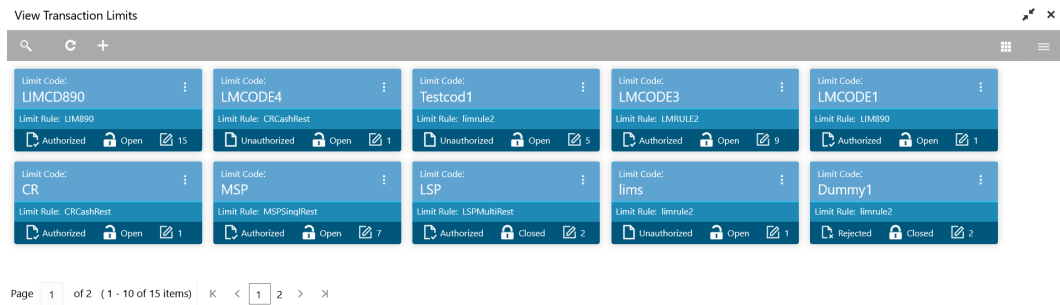 View Transaction Limits
Limit Code: Limit Code: Limit Code: Limit Code: Limit Code:
LIMCD890 LMCODE4 Testcod1 LMCODE3 LMCODE1
Limit Rule: LIM890 Limit Rule: CRCashRest Limit Rule: limrule2 Limit Rule: LMRULE2 Limit Rule: LIM890
Authorized Open 15 Unauthorized Open 1 Unauthorized Open 5 Authorized Open 9 Authorized Open 1
Limit Code: Limit Code: Limit Code: Limit Code: Limit Code:
CR MSP LSP lims Dummy1
Limit Rule: CRCashRest Limit Rule: MSPSinqlRest Limit Rule: LSPMultiRest Limit Rule: limrule2 Limit Rule: limrule2
Authorized Open 1 Authorized Open 7 Authorized Closed 2 Unauthorized Open 1 Rejected Closed 2
Page 1 of 2 ( 1 - 10 of 15 items) 1 2